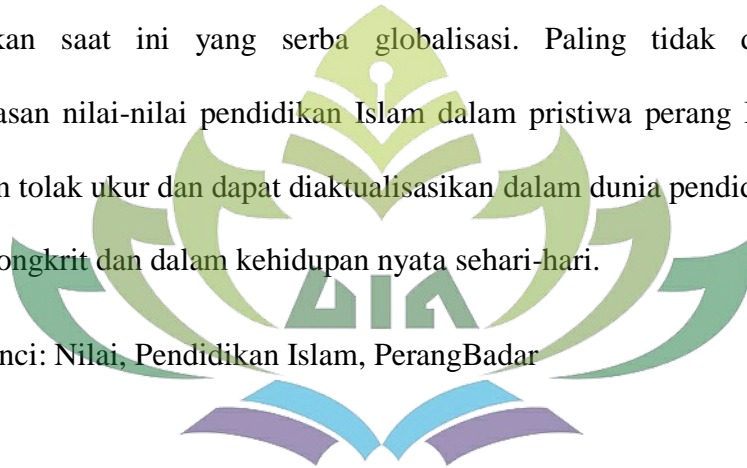 kan saat ini yang serba globalisasi. Paling tidak d
asan nilai-nilai pendidikan Islam dalam pristiwa perang
n tolak ukur dan dapat diaktualisasikan dalam dunia pendid
ongkrit dan dalam kehidupan nyata sehari-hari.
nci: Nilai, Pendidikan Islam, PerangBadar
UIN